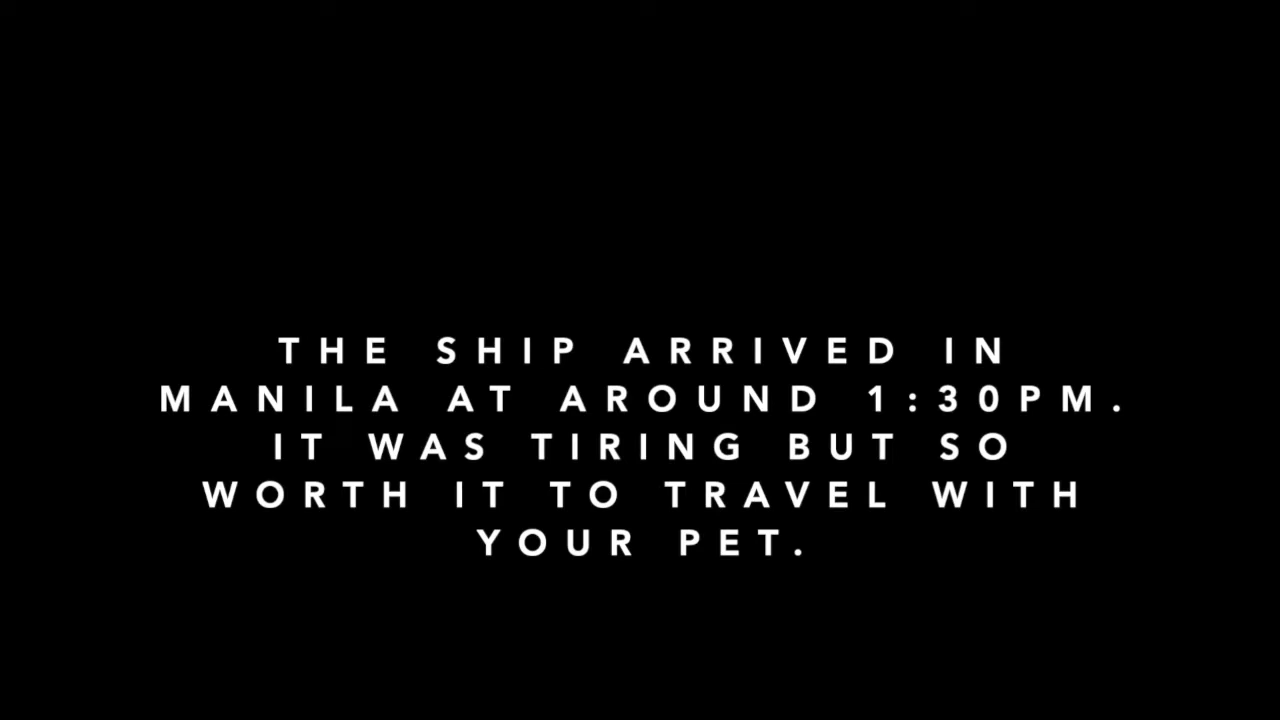 THE SHIP ARRIVED IN
MANILA AT AROUND 1:30PM.
IT WAS TIRING BUT SO
WORTH IT TO TRAVEL WITH
YOUR PET.